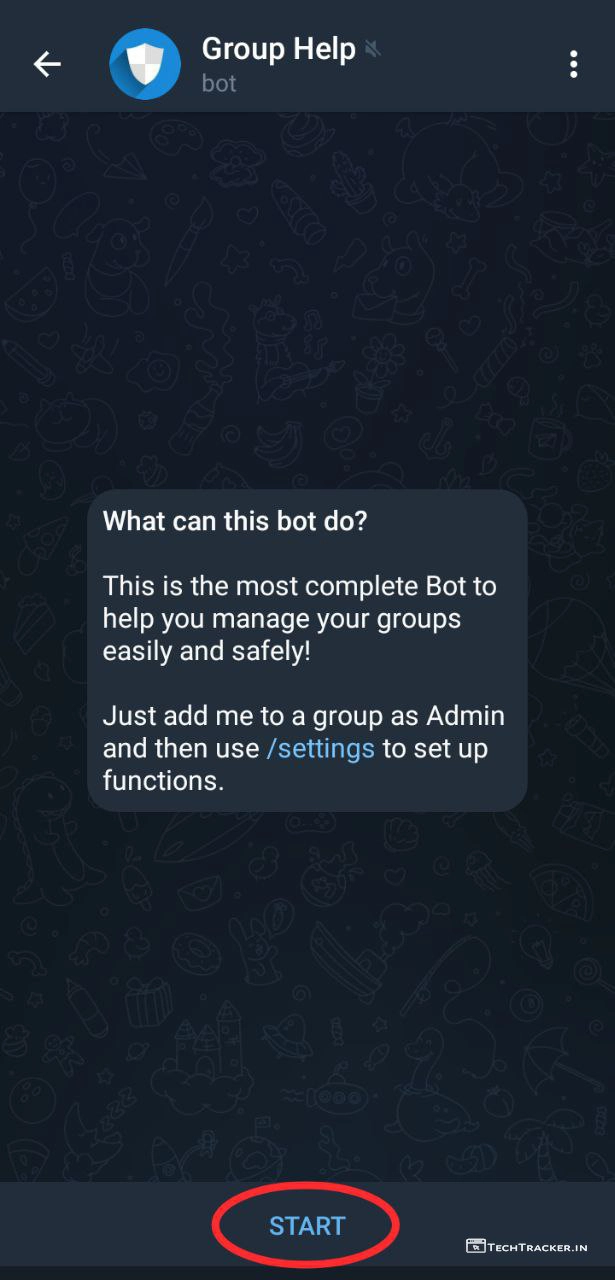 Group Help
bot
What can this bot do?
This is the most complete Bot to
help you manage your groups
easily and safely!
Just add me to a group as Admin
and then use /settings to set up
functions.
START
TECHTRACKER.IN